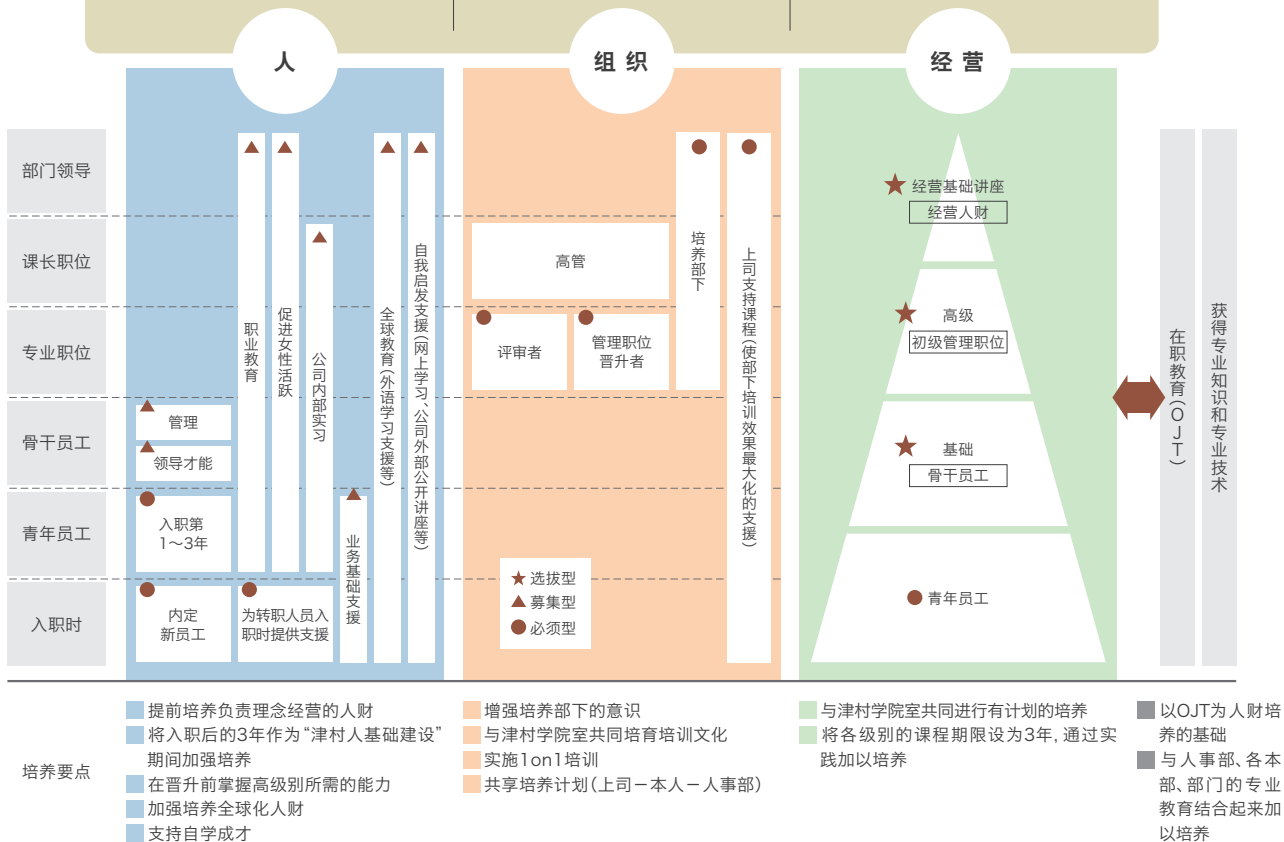 人
组织
经营
部门领导
课长职位
专业职位
骨干员工
青年员工
入职时
管理
领导才能
入职第
1～3年
内定
新员工
为转职人员入
职时提供支援
职业教育
促进女性活跃
公司内部实习
业务基础支援
全球教育(外语学习支援等)
自我启发支援(网上学习、公司外部公开讲座等)
高管
评审者
管理职位
晋升者
培养部下
上司支持课程(使部下培训效果最大化的支援)
★选拔型
▲募集型
●必须型
经营基础讲座
经营人财
高级
初级管理职位
基础
骨干员工
青年员工
在职教育(OJT)
获得专业知识和专业技术
培养要点
提前培养负责理念经营的人财
将入职后的3年作为“津村人基础建设”
期间加强培养
在晋升前掌握高级别所需的能力
加强培养全球化人财
支持自学成才
增强培养部下的意识
与津村学院室共同培育培训文化
实施1on1培训
共享培养计划(上司－本人－人事部)
与津村学院室共同进行有计划的培养
将各级别的课程期限设为3年,通过实
践加以培养
以OJT为人财培
养的基础
与人事部、各本
部、部门的专业
教育结合起来加
以培养